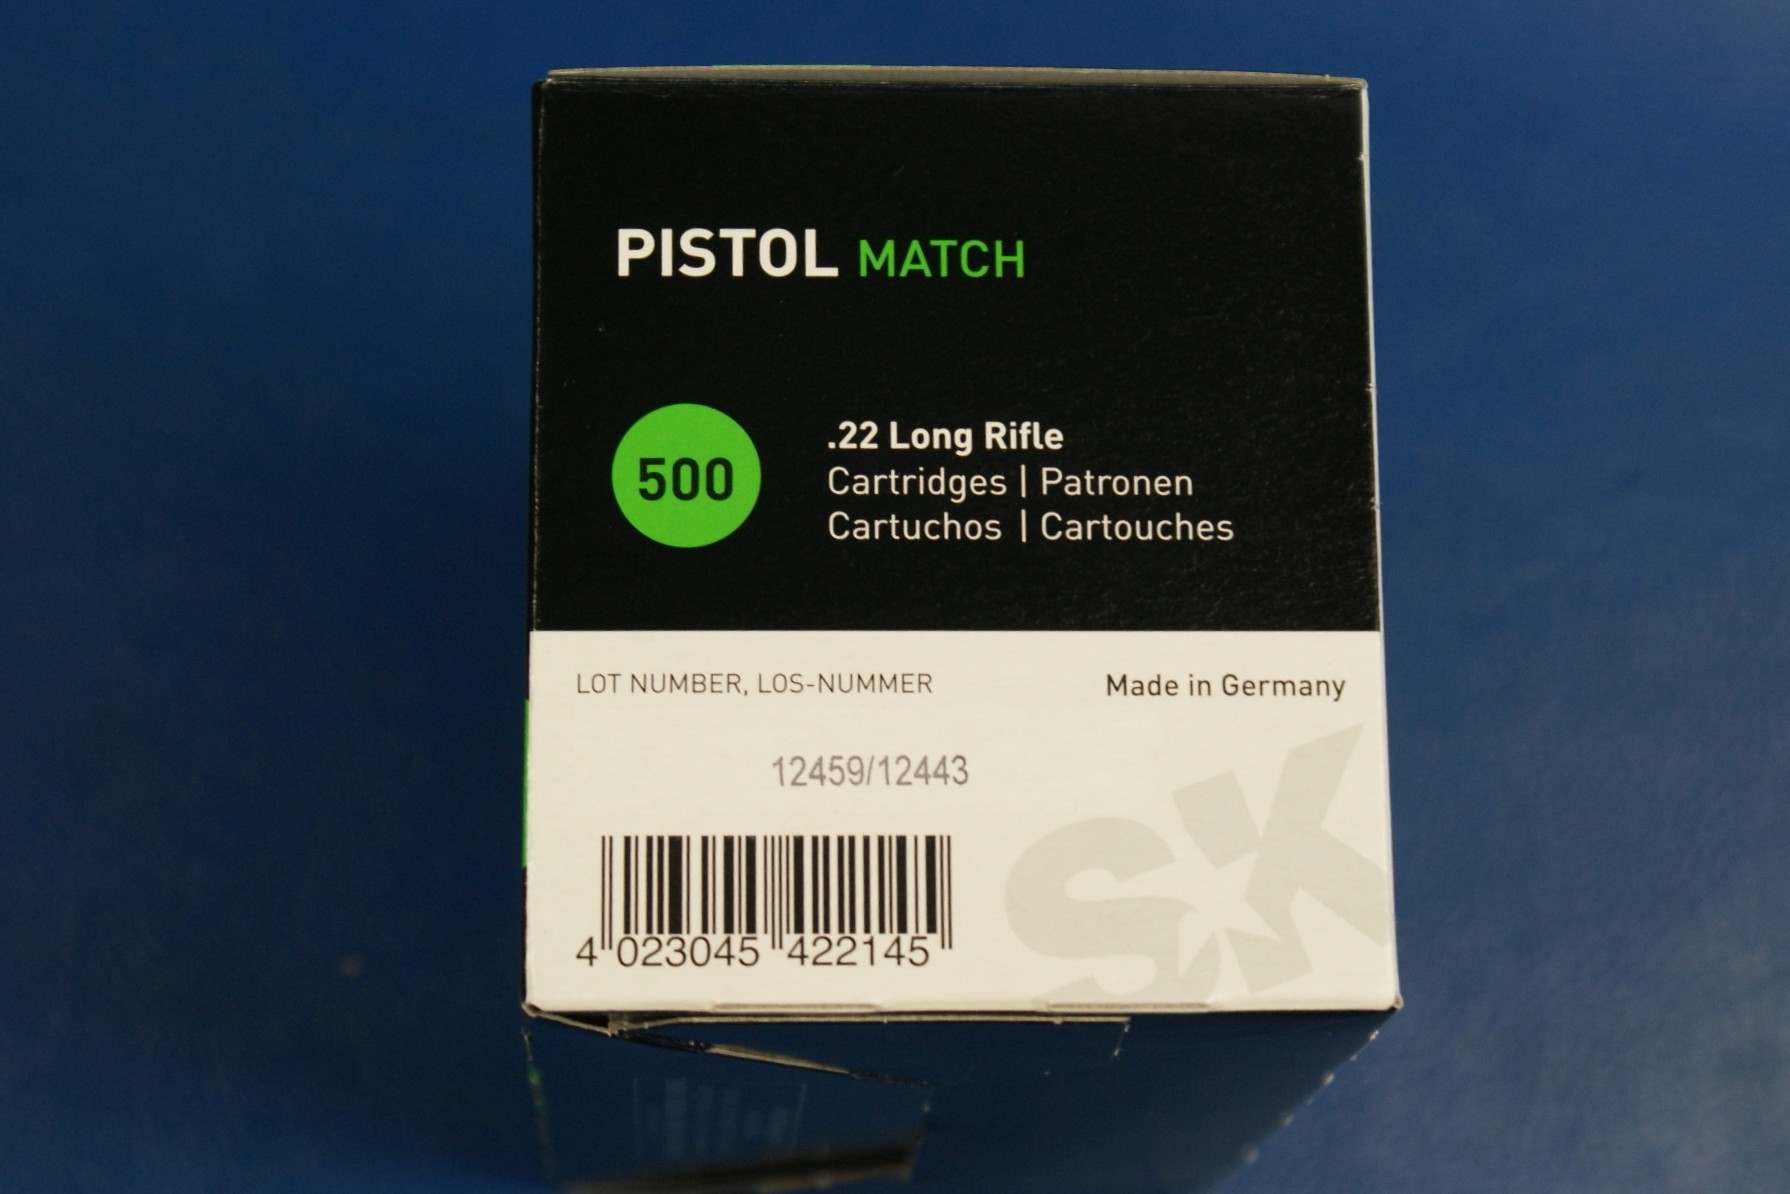 PISTOL MATCH
500
.22 Long Rifle
Cartridges | Patronen
Cartuchos | Cartouches
LOT NUMBER, LOS-NUMMER
Made in Germany
12459/12443
SK
4 023045 422145